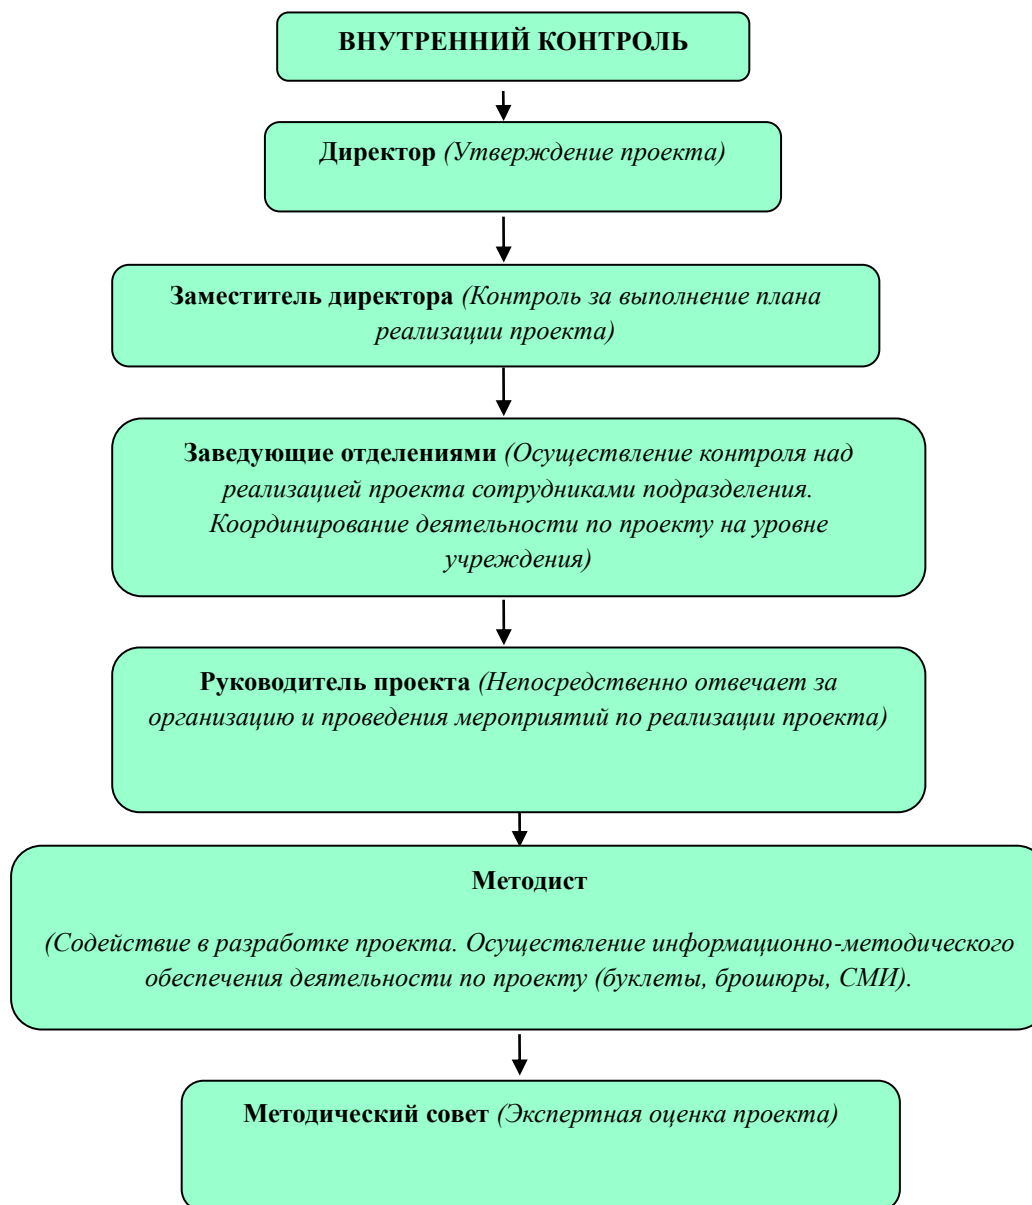 ВНУТРЕННИЙ КОНТРОЛЬ
Директор (Утверждение проекта)
Заместитель директора (Контроль за выполнение плана
реализации проекта)
Заведующие отделениями (Осуществление контроля над
реализацией проекта сотрудниками подразделения.
Координирование деятельности по проекту на уровне
учреждения)
Руководитель проекта (Непосредственно отвечает за
организацию и проведения мероприятий по реализации проекта)
Методист
(Содействие в разработке проекта. Осуществление информационно-методического
обеспечения деятельности по проекту (буклеты, брошюры, СМИ).
Методический совет (Экспертная оценка проекта)